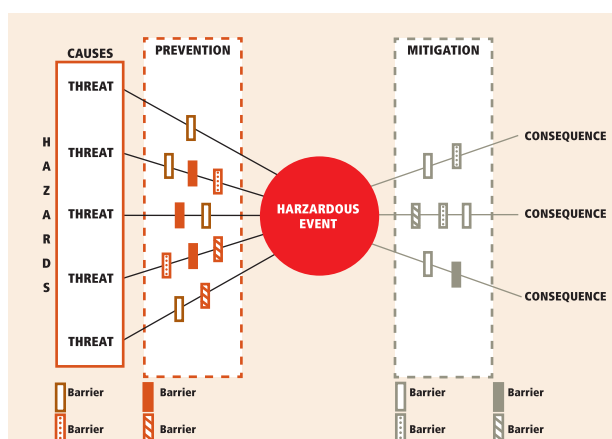 CAUSES
PREVENTION
MITIGATION
HAZARDS
THREAT
THREAT
THREAT
THREAT
THREAT
HARZARDOUS
EVENT
CONSEQUENCE
CONSEQUENCE
CONSEQUENCE
Barrier
Barrier
Barrier
Barrier
Barrier
Barrier
Barrier
Barrier